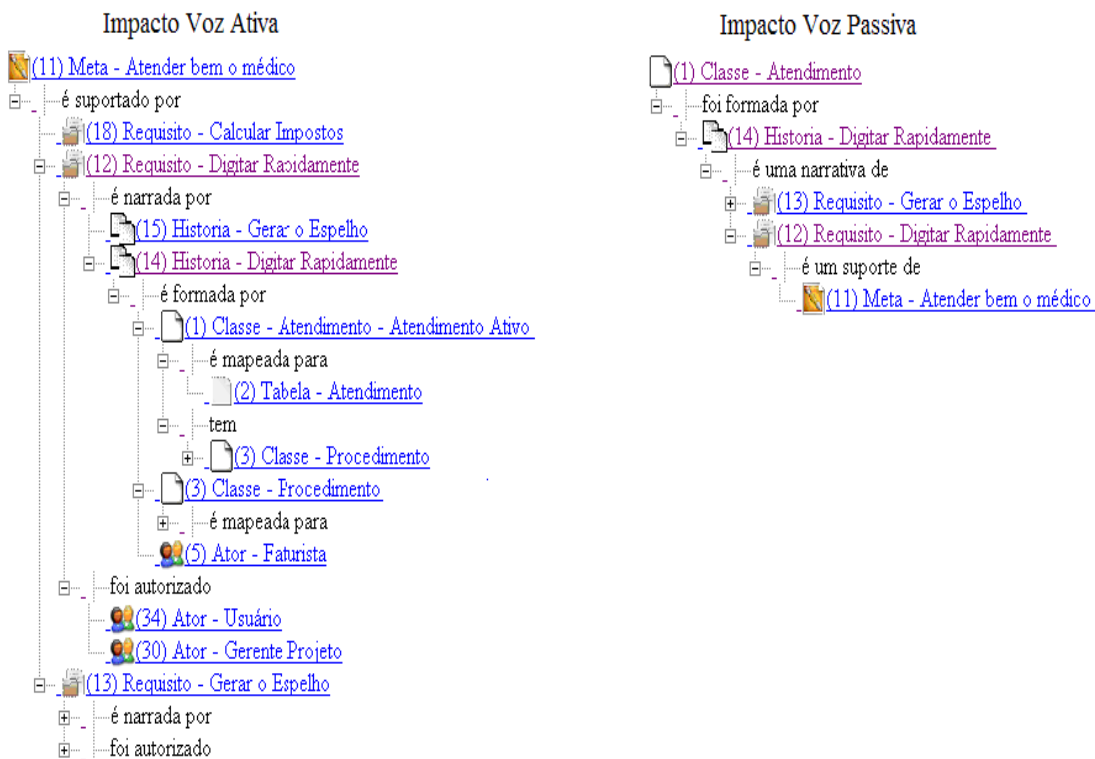 Impacto Voz Ativa
(11) Meta - Atender bem o médico
é suportado por
(18) Requisito - Calcular Impostos
(12) Requisito - Digitar Rapidamente
é narrada por
(15) Historia - Gerar o Espelho
(14) Historia - Digitar Rapidamente
é formada por
(1) Classe - Atendimento - Atendimento Ativo
é mapeada para
(2) Tabela - Atendimento
tem
(3) Classe - Procedimento
(3) Classe - Procedimento
é mapeada para
(5) Ator - Faturista
foi autorizado
(34) Ator - Usuário
(30) Ator - Gerente Projeto
(13) Requisito - Gerar o Espelho
é narrada por
foi autorizado
Impacto Voz Passiva
(1) Classe - Atendimento
foi formada por
(14) Historia - Digitar Rapidamente
é uma narrativa de
(13) Requisito - Gerar o Espelho
(12) Requisito - Digitar Rapidamente
é um suporte de
(11) Meta - Atender bem o médico